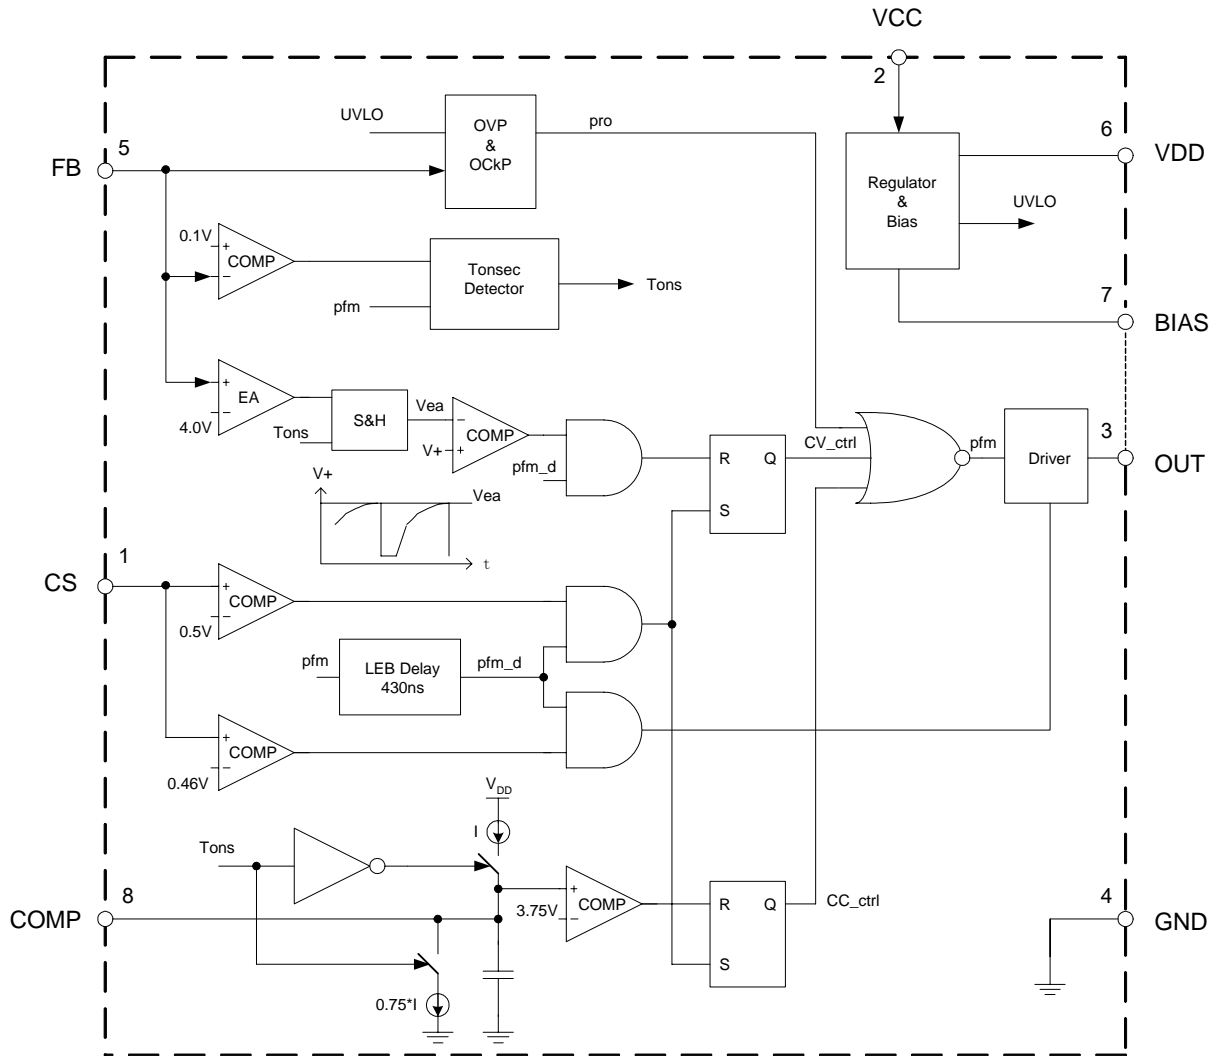 VCC
2
UVLO
OVP
&
OCkP
pro
6
VDD
5
FB
Regulator
&
Bias
UVLO
0.1V
+
−
COMP
Tonsec
Detector
Tons
pfm
7
BIAS
+
−
EA
4.0V
S&H
Tons
Vea
−
V+
+
COMP
pfm_d
R
Q
S
CV_ctrl
pfm
Driver
3
OUT
V+
Vea
t
1
CS
+
−
COMP
0.5V
pfm
LEB Delay
430ns
pfm_d
+
−
COMP
0.46V
VDD
I
Tons
8
COMP
+
−
3.75V
COMP
R
Q
S
CC_ctrl
4
GND
0.75*I